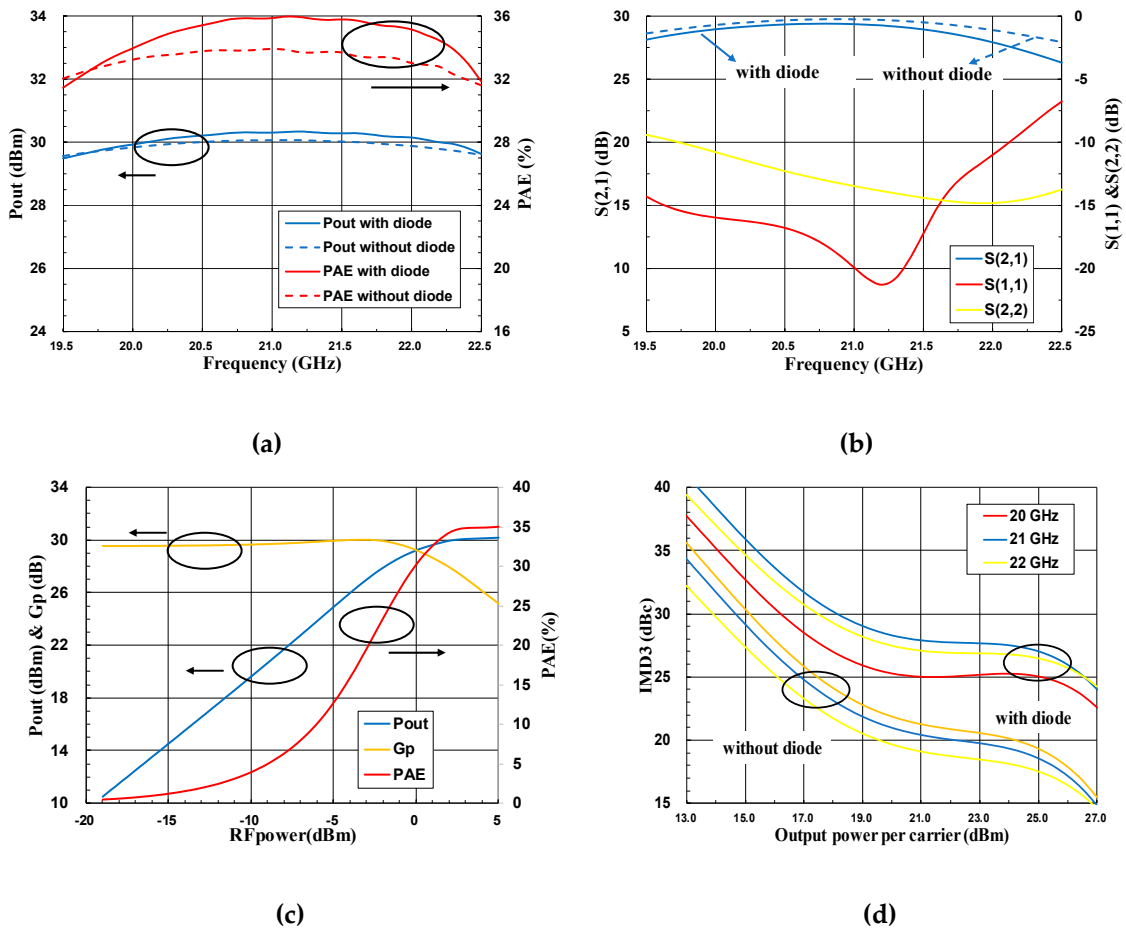 34
32
30
28
26
24
Pout (dBm)
36
32
28
24
20
16
PAE (%)
Pout with diode
Pout without diode
PAE with diode
PAE without diode
19.5 20.0 20.5 21.0 21.5 22.0 22.5
Frequency (GHz)
(a)
30
25
20
15
10
5
S(2,1) (dB)
0
-5
-10
-15
-20
-25
S(1,1) &S(2,2) (dB)
with diode
without diode
S(2,1)
S(1,1)
S(2,2)
19.5 20.0 20.5 21.0 21.5 22.0 22.5
Frequency (GHz)
(b)
34
30
26
22
18
14
10
Pout (dBm) & Gp (dB)
40
35
30
25
20
15
10
5
0
PAE(%)
Pout
Gp
PAE
-20 -15 -10 -5 0 5
RFpower(dBm)
(c)
40
35
30
25
20
15
IMD3 (dBc)
20 GHz
21 GHz
22 GHz
with diode
without diode
13.0 15.0 17.0 19.0 21.0 23.0 25.0 27.0
Output power per carrier (dBm)
(d)